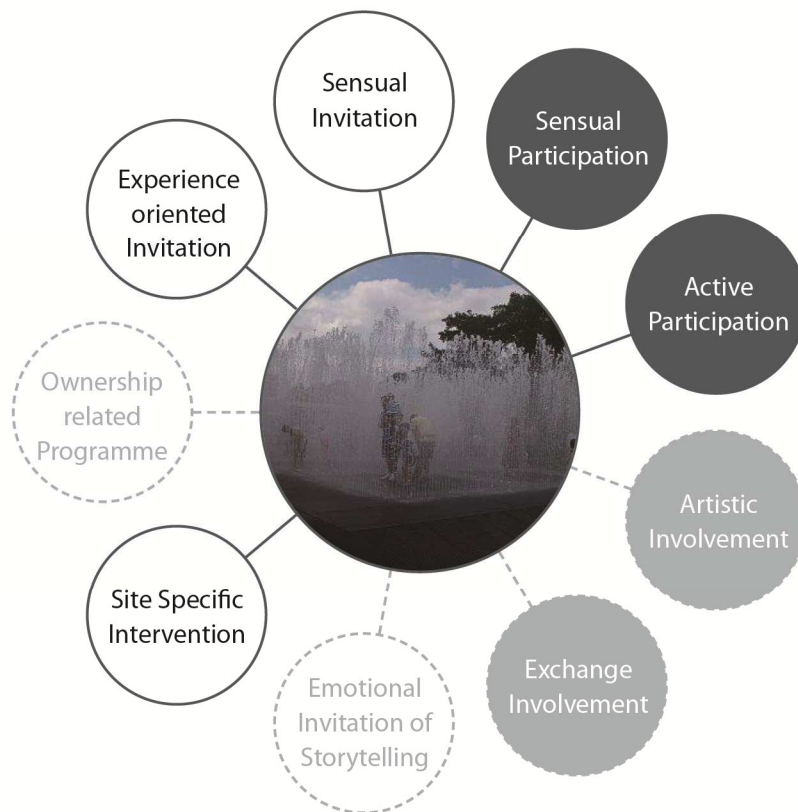 Sensual
Invitation
Sensual
Participation
Experience
oriented
Invitation
Active
Participation
Ownership
related
Programme
Artistic
Involvement
Site Specific
Intervention
Exchange
Involvement
Emotional
Invitation of
Storytelling